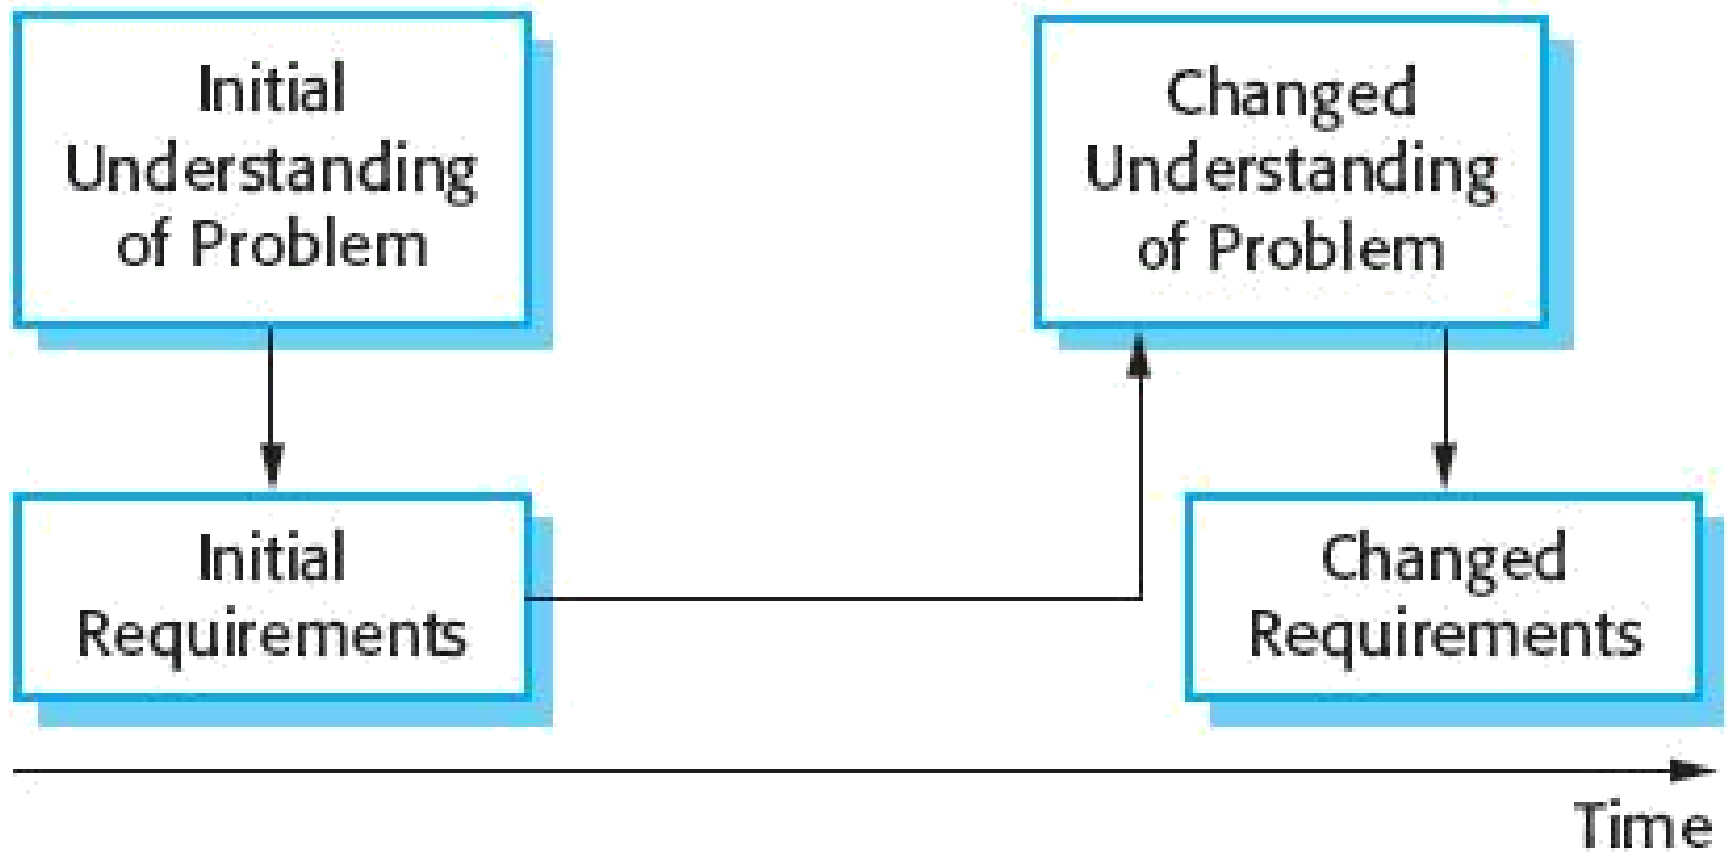 Initial
Understanding
of Problem
Changed
Understanding
of Problem
Initial
Requirements
Changed
Requirements
Time